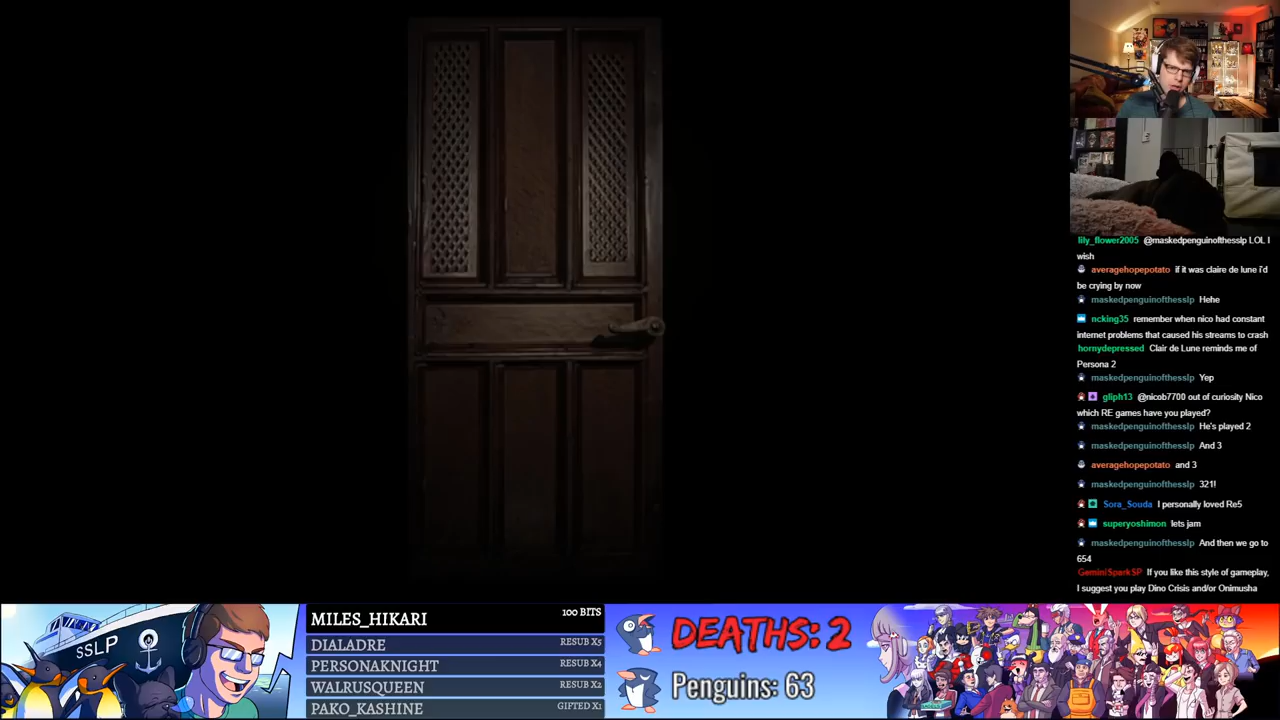 lily_flower2005 @maskedpenguinofthesslp LOL I
wish
averagehopepotato if it was claire de lune i'd
be crying by now
maskedpenguinofthesslp Hehe
ncking35 remember when nico had constant
internet problems that caused his streams to crash
hornydepressed Clair de Lune reminds me of
Persona 2
maskedpenguinofthesslp Yep
gliph13 @nicob7700 out of curiosity Nico
which RE games have you played?
maskedpenguinofthesslp He's played 2
maskedpenguinofthesslp And 3
averagehopepotato and 3
maskedpenguinofthesslp 321!
Sora_Souda I personally loved Re5
superyoshimon lets jam
maskedpenguinofthesslp And then we go to
654
GeminiSparkSP If you like this style of gameplay,
I suggest you play Dino Crisis and/or Onimusha
SSLP
MILES_HIKARI 100 BITS
DIALADRE RESUB X5
PERSONAKNIGHT RESUB X4
WALRUSQUEEN RESUB X2
PAKO_KASHINE GIFTED X1
DEATHS: 2
Penguins: 63